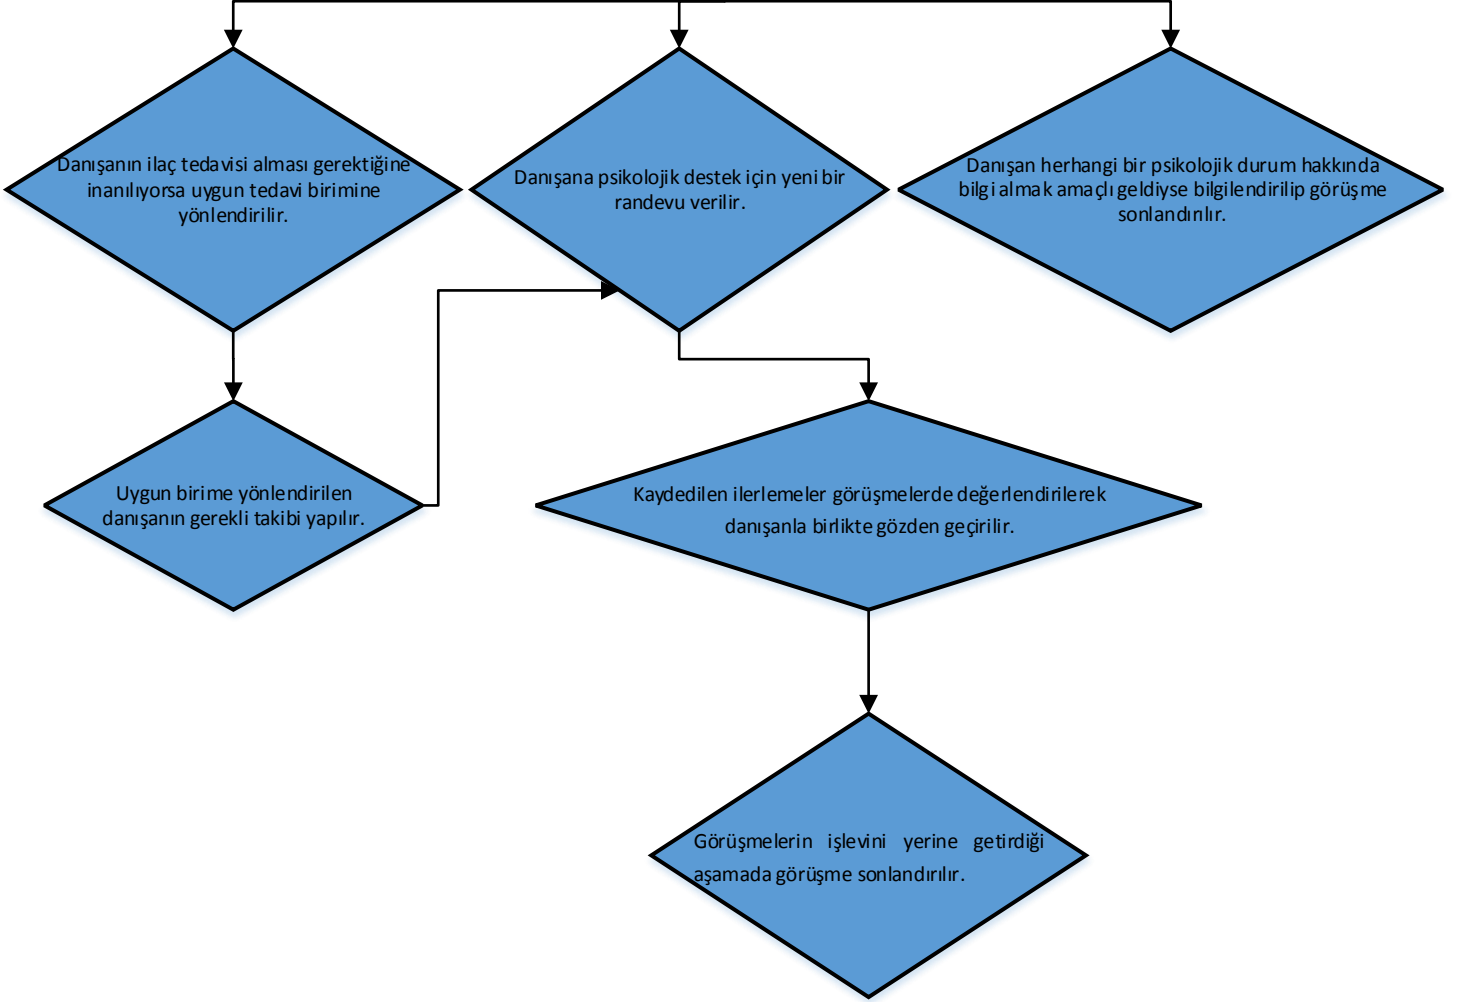 Danışanın ilaç tedavisi alması gerektiğine
inanılıyorsa uygun tedavi birimine
yönlendirilir.
Danışana psikolojik destek için yeni bir
randevu verilir.
Danışan herhangi bir psikolojik durum hakkında
bilgi almak amaçlı geldiyse bilgilendirilip görüşme
sonlandırılır.
Uygun birime yönlendirilen
danışanın gerekli takibi yapılır.
Kaydedilen ilerlemeler görüşmelerde değerlendirilerek
danışanla birlikte gözden geçirilir.
Görüşmelerin işlevini yerine getirdiği
aşamada görüşme sonlandırılır.